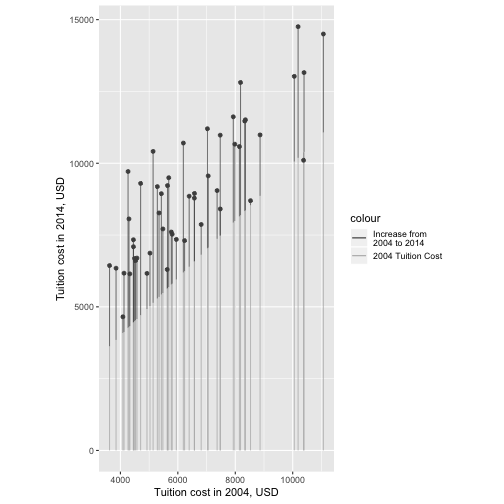 15000
10000
5000
0
Tuition cost in 2014, USD
4000 6000 8000 10000
Tuition cost in 2004, USD
colour
Increase from
2004 to 2014
2004 Tuition Cost